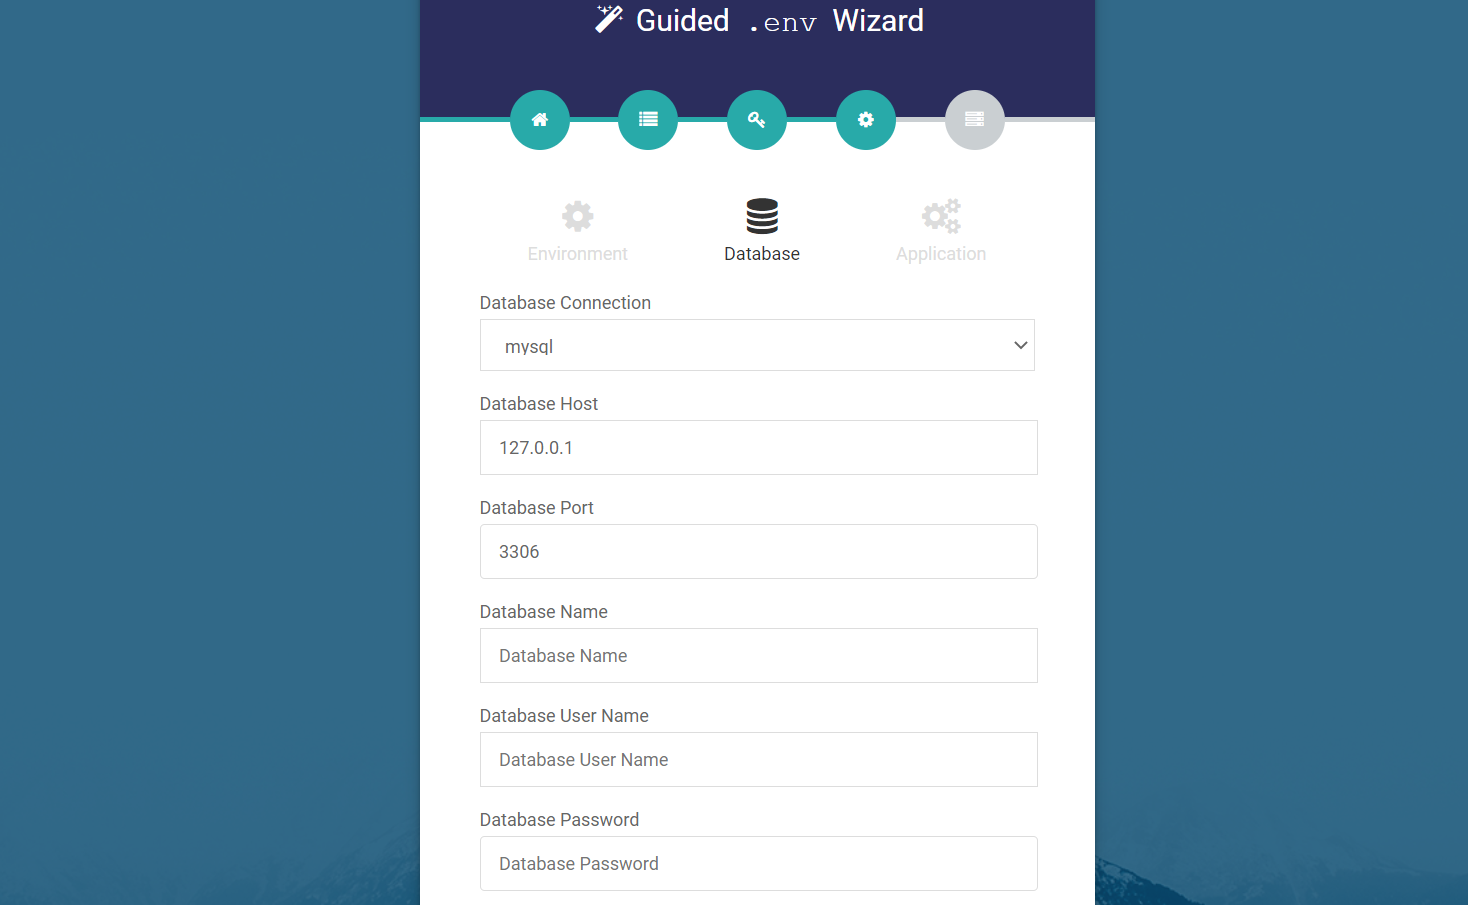 Guided .env Wizard
Environment
Database
Application
Database Connection
mysql
Database Host
127.0.0.1
Database Port
3306
Database Name
Database Name
Database User Name
Database User Name
Database Password
Database Password